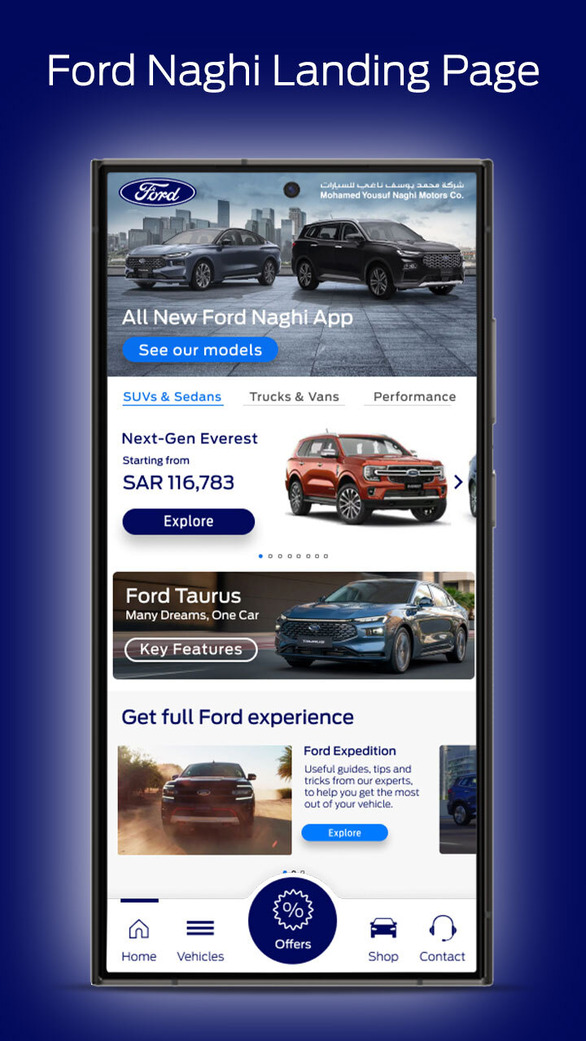 Ford Naghi Landing Page
Ford
شركة محمد يوسف ناغي للسيارات
Mohamed Yousuf Naghi Motors Co.
All New Ford Naghi App
See our models
SUVs & Sedans
Trucks & Vans
Performance
Next-Gen Everest
Starting from
SAR 116,783
Explore
Ford Taurus
Many Dreams, One Car
Key Features
TAURUS
Get full Ford experience
Ford Expedition
Useful guides, tips and
tricks from our experts,
to help you get the most
out of your vehicle.
Explore
%
Offers
Home
Vehicles
Shop
Contact